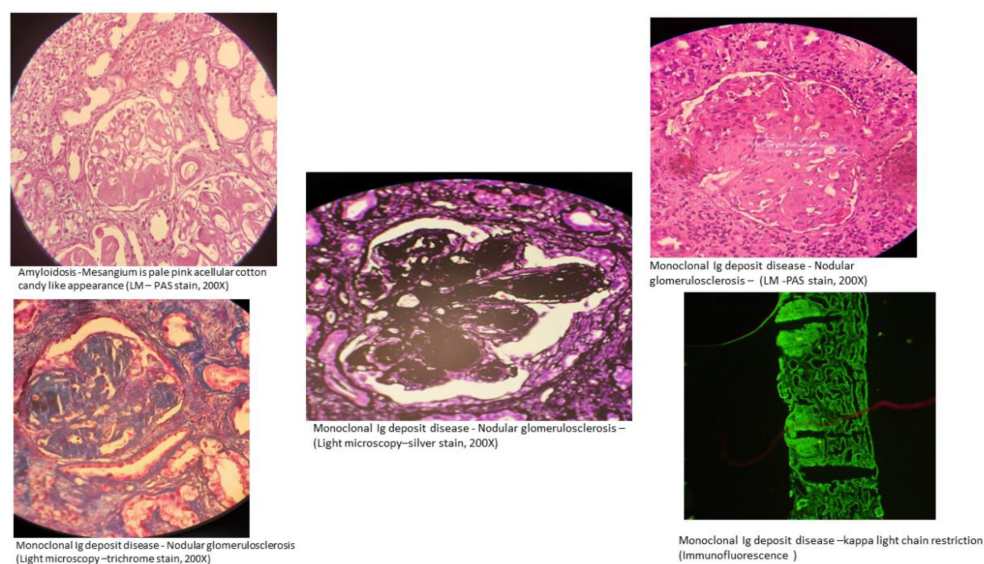 Amyloidosis -Mesangium is pale pink acellular cotton
candy like appearance (LM – PAS stain, 200X)
Monoclonal Ig deposit disease - Nodular glomerulosclerosis
(Light microscopy –trichrome stain, 200X)
Monoclonal Ig deposit disease - Nodular glomerulosclerosis –
(Light microscopy–silver stain, 200X)
Monoclonal Ig deposit disease - Nodular
glomerulosclerosis – (LM -PAS stain, 200X)
Monoclonal Ig deposit disease –kappa light chain restriction
(Immunofluorescence )